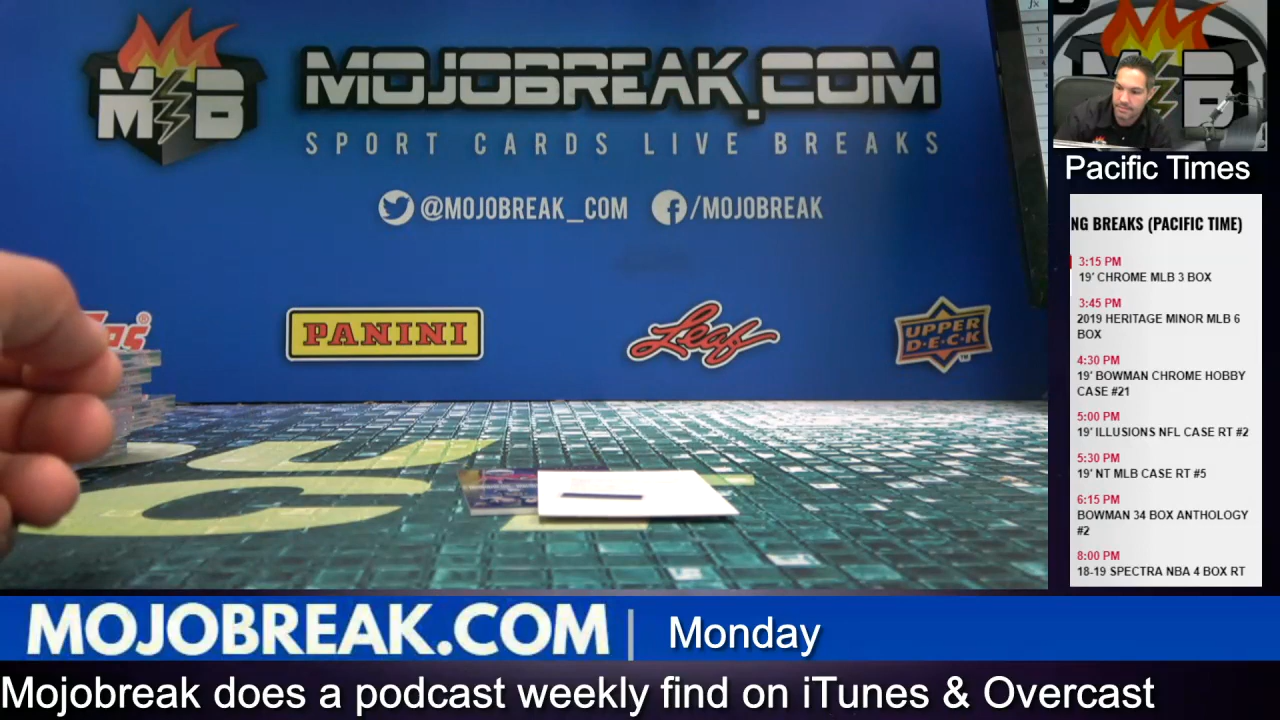 M B
MOJOBREAK.COM
SPORT CARDS LIVE BREAKS
@MOJOBREAK_COM
/MOJOBREAK
PANINI
Leaf
UPPER
D·E·C·K
M B
Pacific Times
NG BREAKS (PACIFIC TIME)
3:15 PM
19' CHROME MLB 3 BOX
3:45 PM
2019 HERITAGE MINOR MLB 6
BOX
4:30 PM
19' BOWMAN CHROME HOBBY
CASE #21
5:00 PM
19' ILLUSIONS NFL CASE RT #2
5:30 PM
19' NT MLB CASE RT #5
6:15 PM
BOWMAN 34 BOX ANTHOLOGY
#2
8:00 PM
18-19 SPECTRA NBA 4 BOX RT
MOJOBREAK.COM | Monday
Mojobreak does a podcast weekly find on iTunes & Overcast